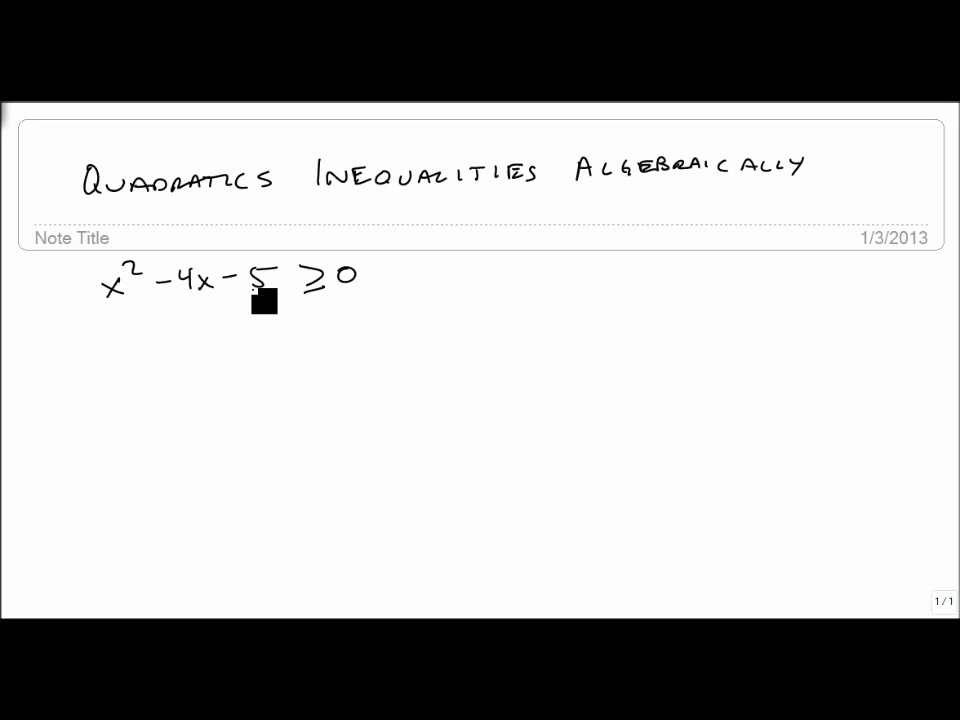 QUADRATICS INEQUALITIES ALGEBRAICALLY
Note Title 1/3/2013
x² - 4x - 5 ≥ 0
1/1